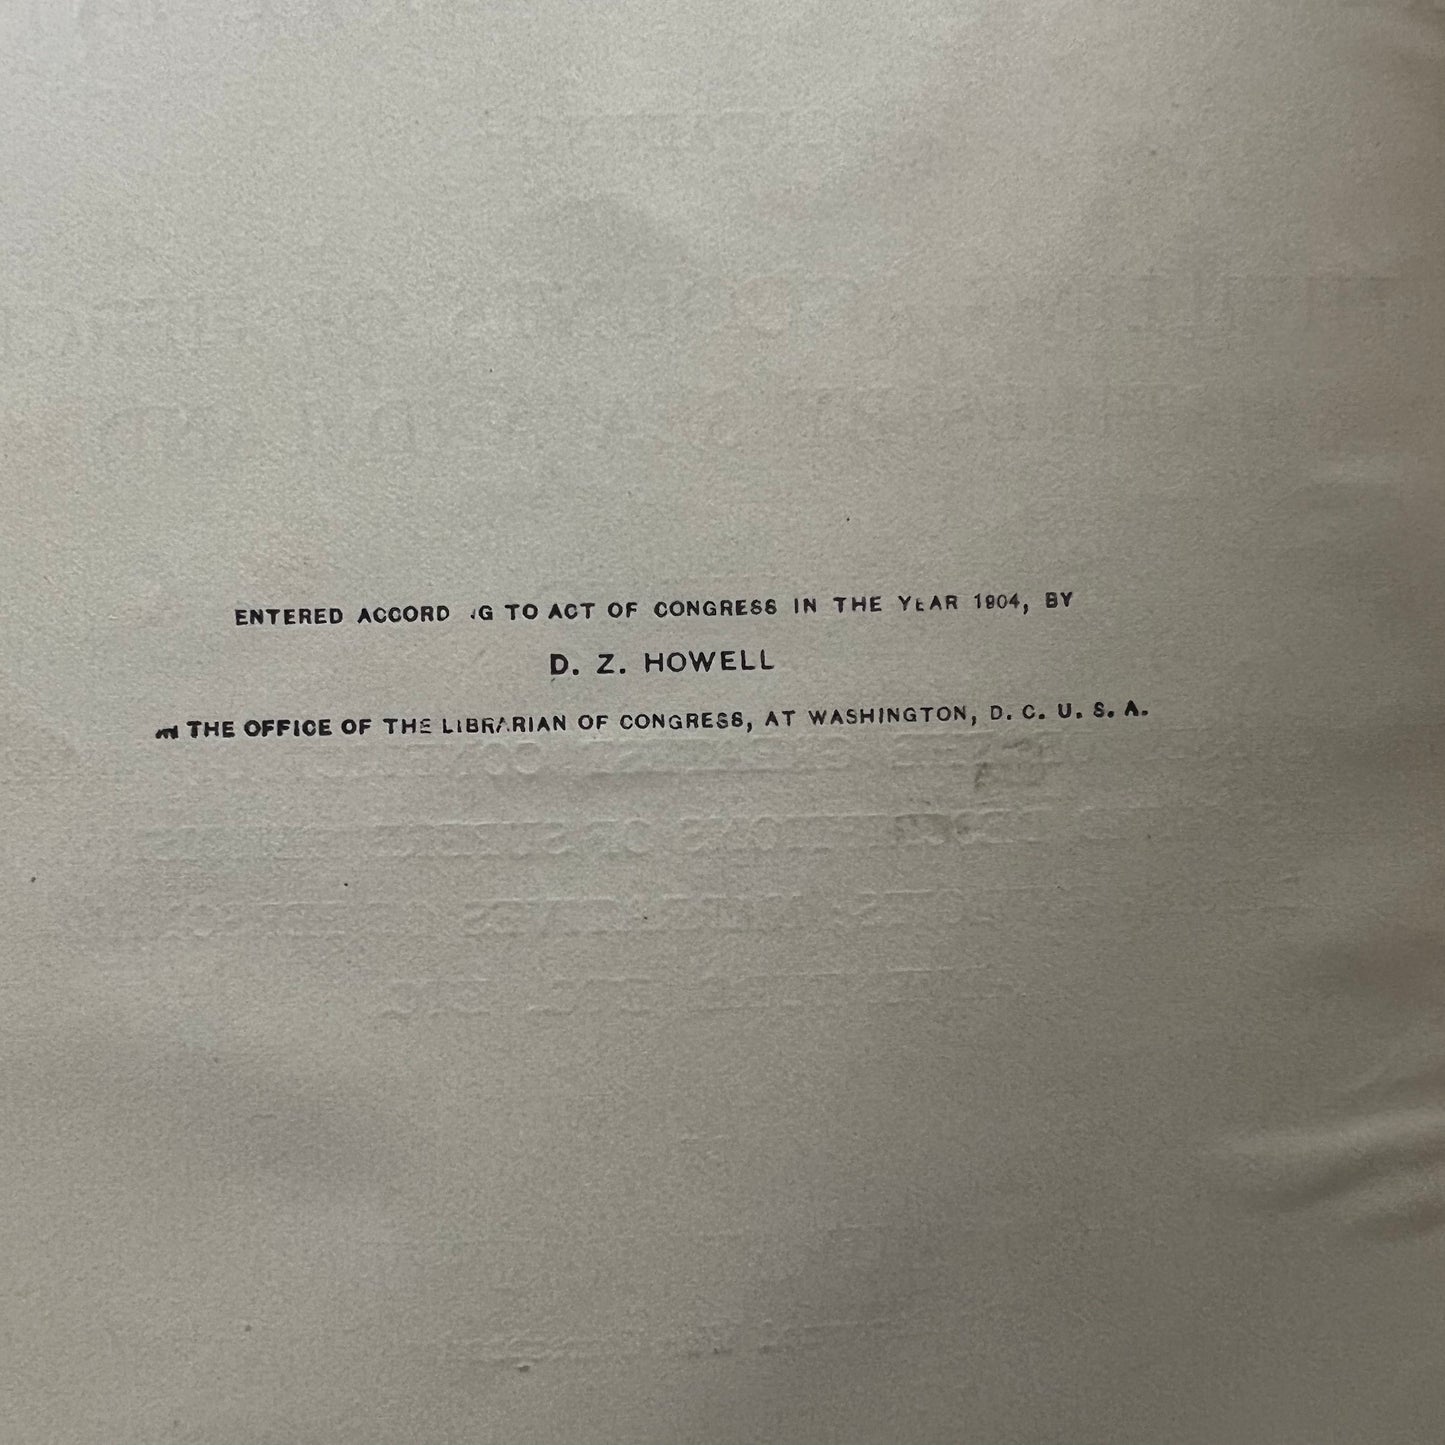 ENTERED ACCORD G TO ACT OF CONGRESS IN THE YEAR 1904, BY
D. Z. HOWELL
THE OFFICE OF THE LIBRARIAN OF CONGRESS, AT WASHINGTON, D. C. U. S. A.